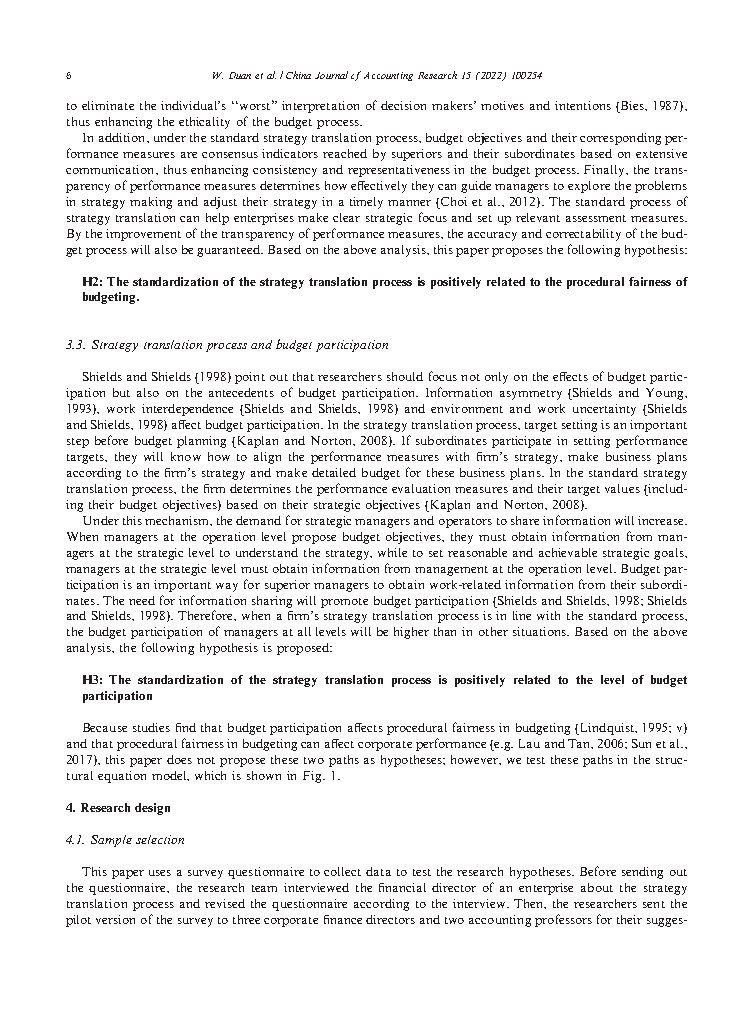 6
W. Duan et al. / China Journal of Accounting Research 15 (2022) 100254
to eliminate the individual's ‘‘worst” interpretation of decision makers' motives and intentions (Bies, 1987),
thus enhancing the ethicality of the budget process.
In addition, under the standard strategy translation process, budget objectives and their corresponding per-
formance measures are consensus indicators reached by superiors and their subordinates based on extensive
communication, thus enhancing consistency and representativeness in the budget process. Finally, the trans-
parency of performance measures determines how effectively they can guide managers to explore the problems
in strategy making and adjust their strategy in a timely manner (Choi et al., 2012). The standard process of
strategy translation can help enterprises make clear strategic focus and set up relevant assessment measures.
By the improvement of the transparency of performance measures, the accuracy and correctability of the bud-
get process will also be guaranteed. Based on the above analysis, this paper proposes the following hypothesis:
H2: The standardization of the strategy translation process is positively related to the procedural fairness of
budgeting.
3.3. Strategy translation process and budget participation
Shields and Shields (1998) point out that researchers should focus not only on the effects of budget partic-
ipation but also on the antecedents of budget participation. Information asymmetry (Shields and Young,
1993), work interdependence (Shields and Shields, 1998) and environment and work uncertainty (Shields
and Shields, 1998) affect budget participation. In the strategy translation process, target setting is an important
step before budget planning (Kaplan and Norton, 2008). If subordinates participate in setting performance
targets, they will know how to align the performance measures with firm's strategy, make business plans
according to the firm's strategy and make detailed budget for these business plans. In the standard strategy
translation process, the firm determines the performance evaluation measures and their target values (includ-
ing their budget objectives) based on their strategic objectives (Kaplan and Norton, 2008).
Under this mechanism, the demand for strategic managers and operators to share information will increase.
When managers at the operation level propose budget objectives, they must obtain information from man-
agers at the strategic level to understand the strategy, while to set reasonable and achievable strategic goals,
managers at the strategic level must obtain information from management at the operation level. Budget par-
ticipation is an important way for superior managers to obtain work-related information from their subordi-
nates. The need for information sharing will promote budget participation (Shields and Shields, 1998; Shields
and Shields, 1998). Therefore, when a firm's strategy translation process is in line with the standard process,
the budget participation of managers at all levels will be higher than in other situations. Based on the above
analysis, the following hypothesis is proposed:
H3: The standardization of the strategy translation process is positively related to the level of budget
participation
Because studies find that budget participation affects procedural fairness in budgeting (Lindquist, 1995; v)
and that procedural fairness in budgeting can affect corporate performance (e.g. Lau and Tan, 2006; Sun et al.,
2017), this paper does not propose these two paths as hypotheses; however, we test these paths in the struc-
tural equation model, which is shown in Fig. 1.
4. Research design
4.1. Sample selection
This paper uses a survey questionnaire to collect data to test the research hypotheses. Before sending out
the questionnaire, the research team interviewed the financial director of an enterprise about the strategy
translation process and revised the questionnaire according to the interview. Then, the researchers sent the
pilot version of the survey to three corporate finance directors and two accounting professors for their sugges-